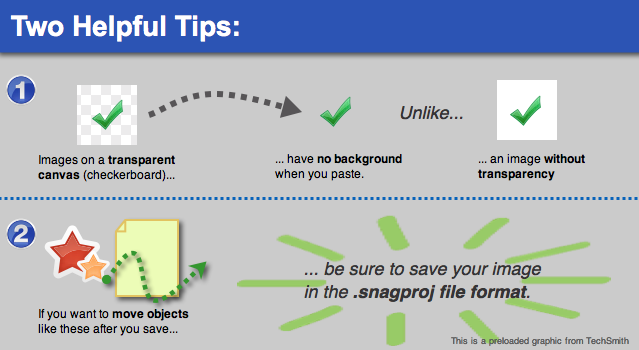 Two Helpful Tips:
1
Images on a transparent
canvas (checkerboard)...
... have no background
when you paste.
Unlike...
... an image without
transparency
2
If you want to move objects
like these after you save...
... be sure to save your image
in the .snagproj file format.
This is a preloaded graphic from TechSmith